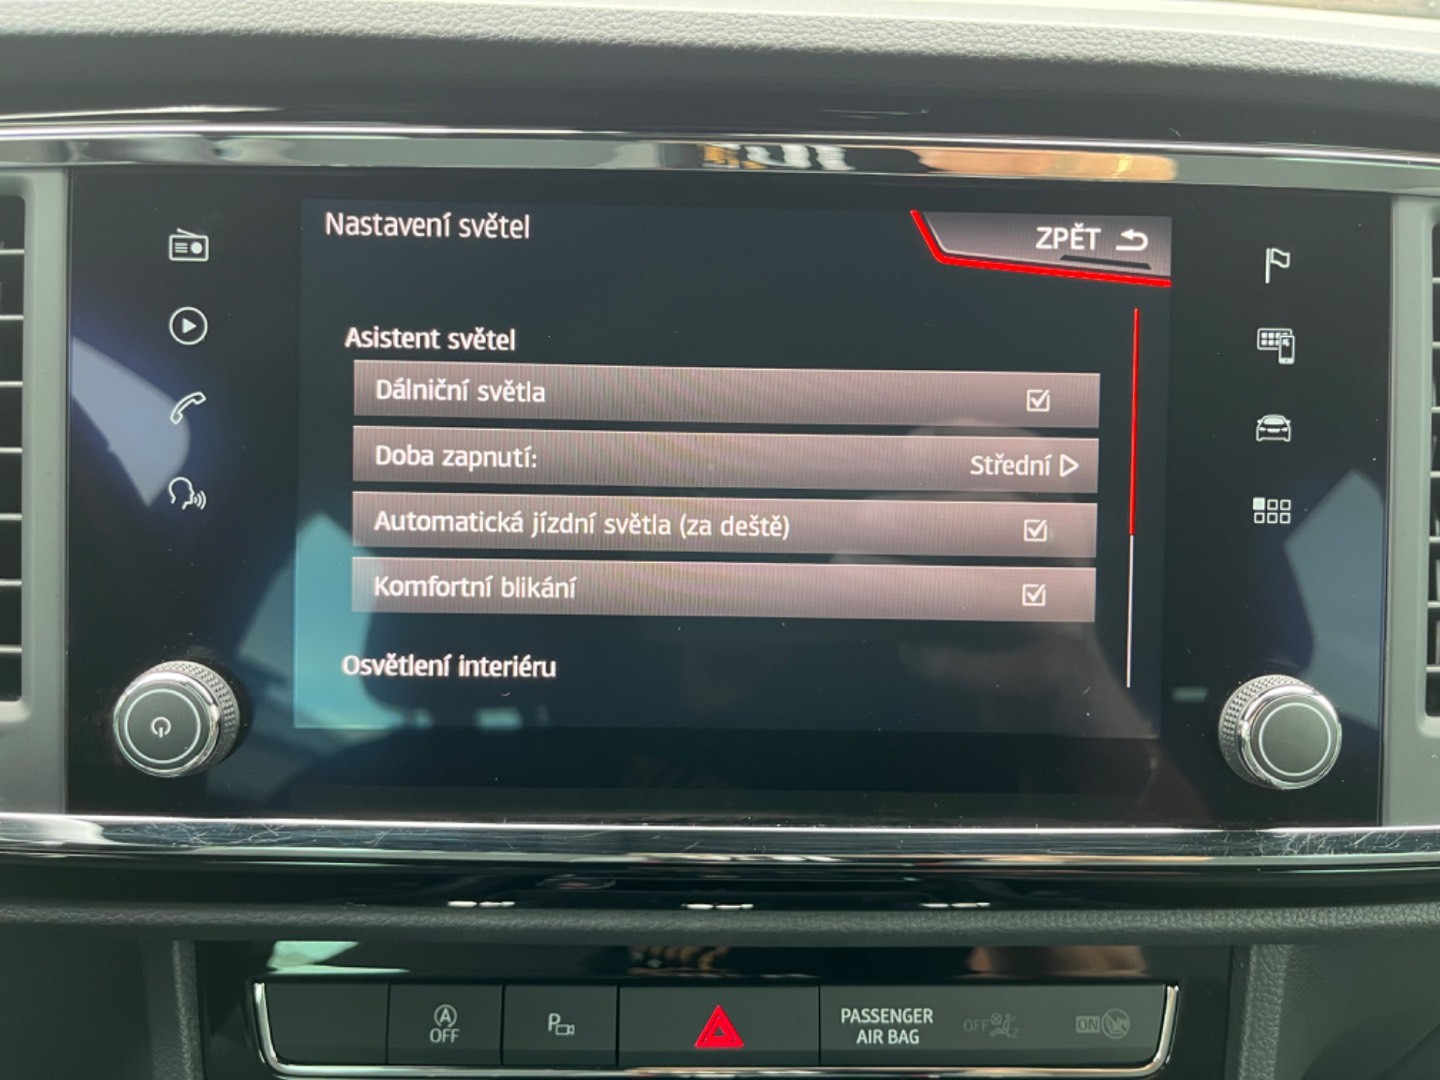 Nastavení světel
ZPĚT
Asistent světel
Dálniční světla
Doba zapnutí: Střední
Automatická jízdní světla (za deště)
Komfortní blikání
Osvětlení interiéru
A
OFF
P
PASSENGER
AIR BAG
OFF
ON